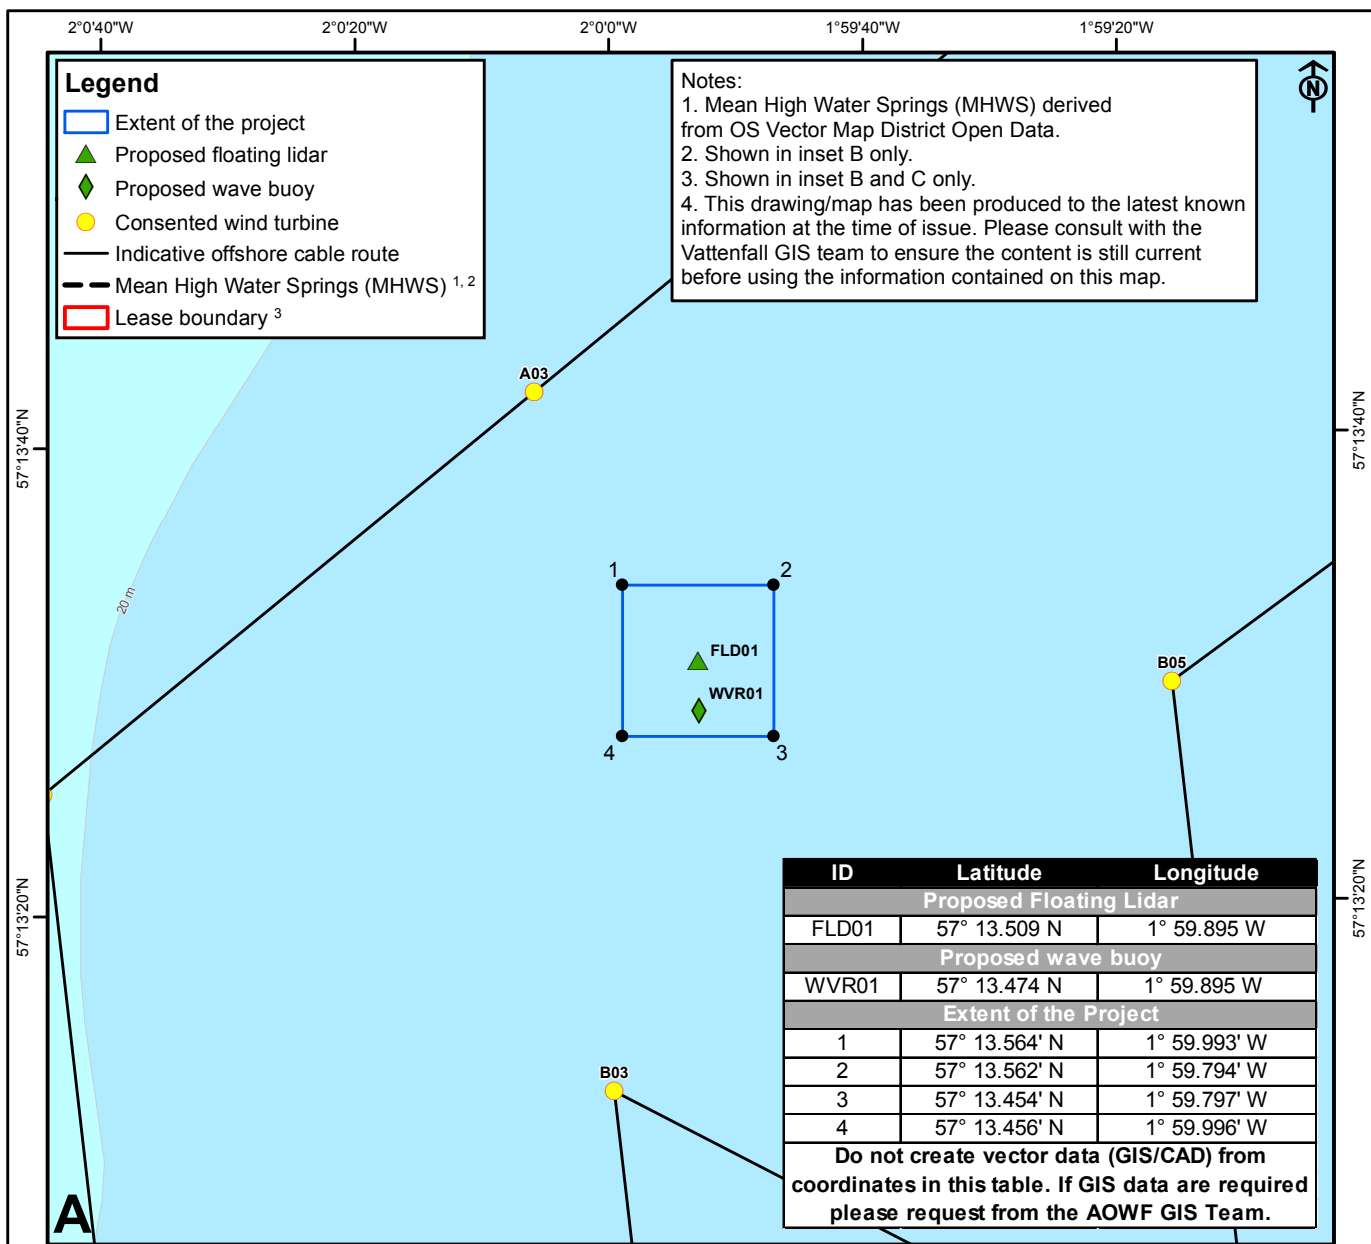 2°0'40"W 2°0'20"W 2°0'0"W 1°59'40"W 1°59'20"W
Legend
Extent of the project
Proposed floating lidar
Proposed wave buoy
Consented wind turbine
Indicative offshore cable route
Mean High Water Springs (MHWS) 1, 2
Lease boundary 3
Notes:
1. Mean High Water Springs (MHWS) derived
from OS Vector Map District Open Data.
2. Shown in inset B only.
3. Shown in inset B and C only.
4. This drawing/map has been produced to the latest known
information at the time of issue. Please consult with the
Vattenfall GIS team to ensure the content is still current
before using the information contained on this map.
N
A03
57°13'40"N
57°13'40"N
20 m
1 2
FLD01
WVR01
4 3
B05
57°13'20"N
57°13'20"N
B03
ID Latitude Longitude
Proposed Floating Lidar
FLD01 57° 13.509 N 1° 59.895 W
Proposed wave buoy
WVR01 57° 13.474 N 1° 59.895 W
Extent of the Project
1 57° 13.564' N 1° 59.993' W
2 57° 13.562' N 1° 59.794' W
3 57° 13.454' N 1° 59.797' W
4 57° 13.456' N 1° 59.996' W
Do not create vector data (GIS/CAD) from
coordinates in this table. If GIS data are required
please request from the AOWF GIS Team.
A